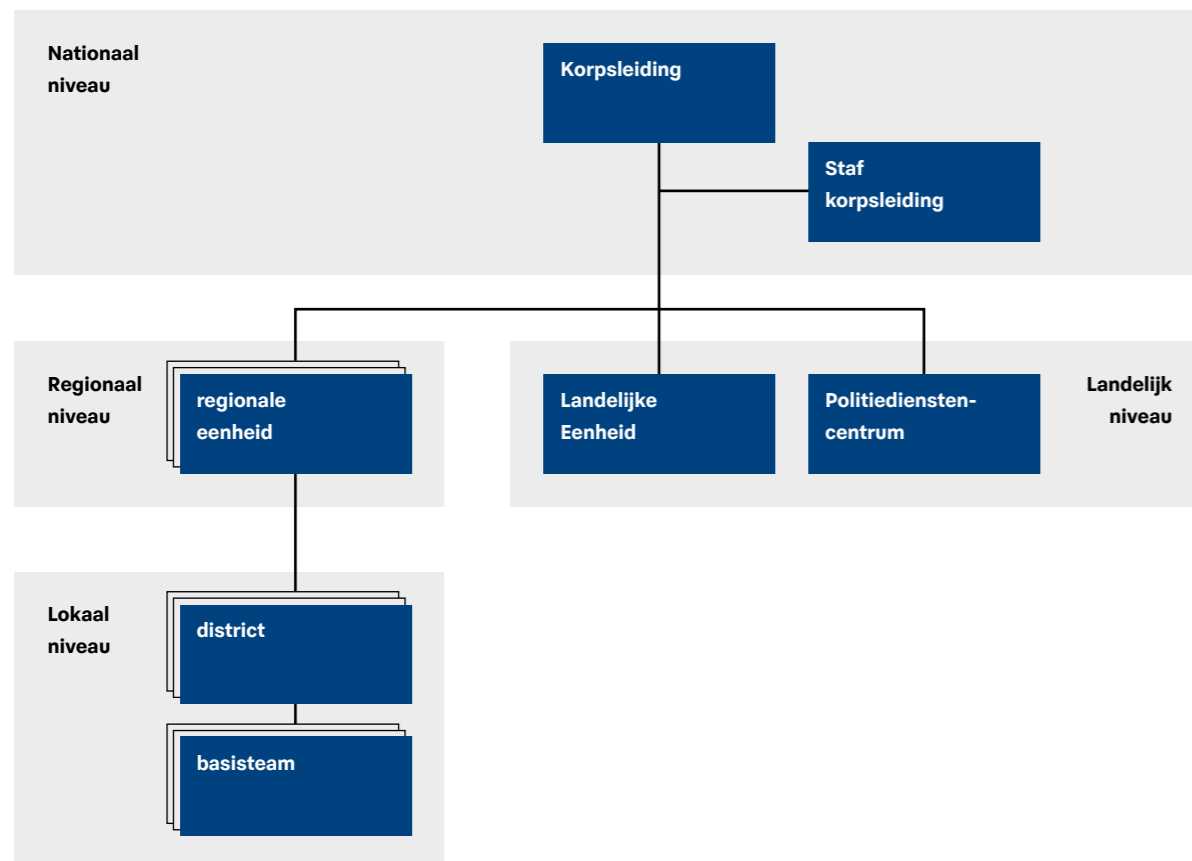 Nationaal
niveau
Korpsleiding
Staf
korpsleiding
Regionaal
niveau
regionale
eenheid
Landelijke
Eenheid
Politiediensten-
centrum
Landelijk
niveau
Lokaal
niveau
district
basisteam